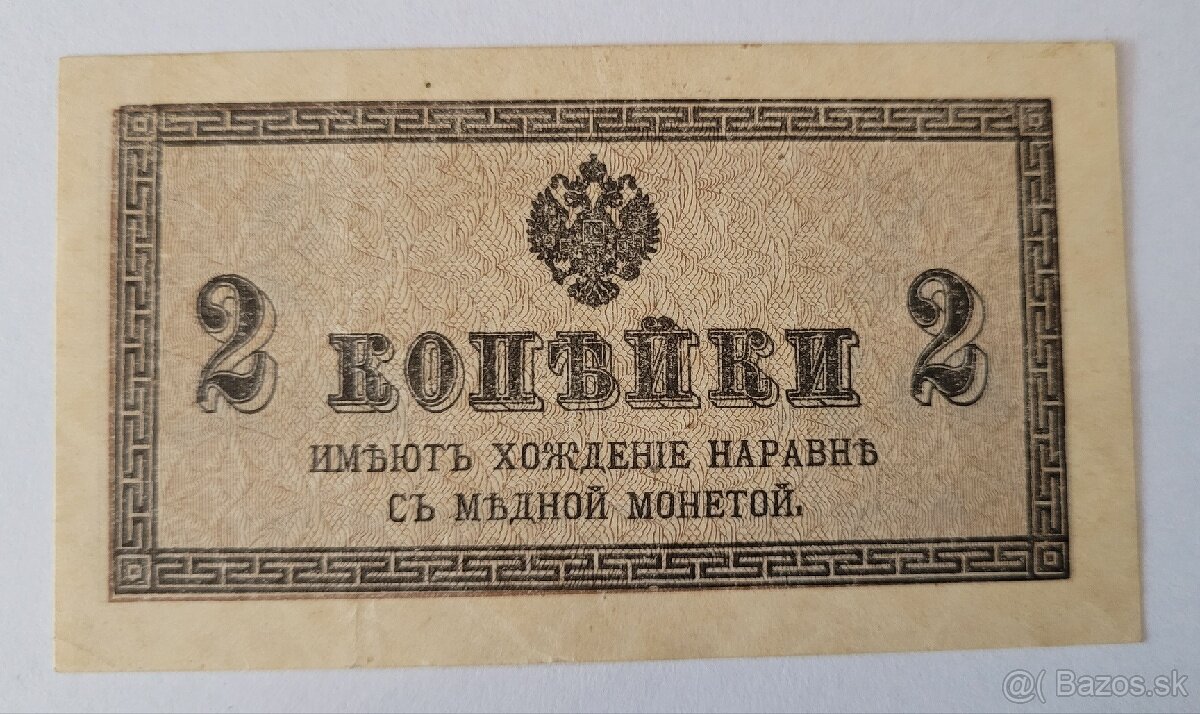 2 КОПѢЙКИ 2
ИМѢЮТЪ ХОЖДЕНІЕ НАРАВНѢ
СЪ МѢДНОЙ МОНЕТОЙ.
@( Bazos.sk